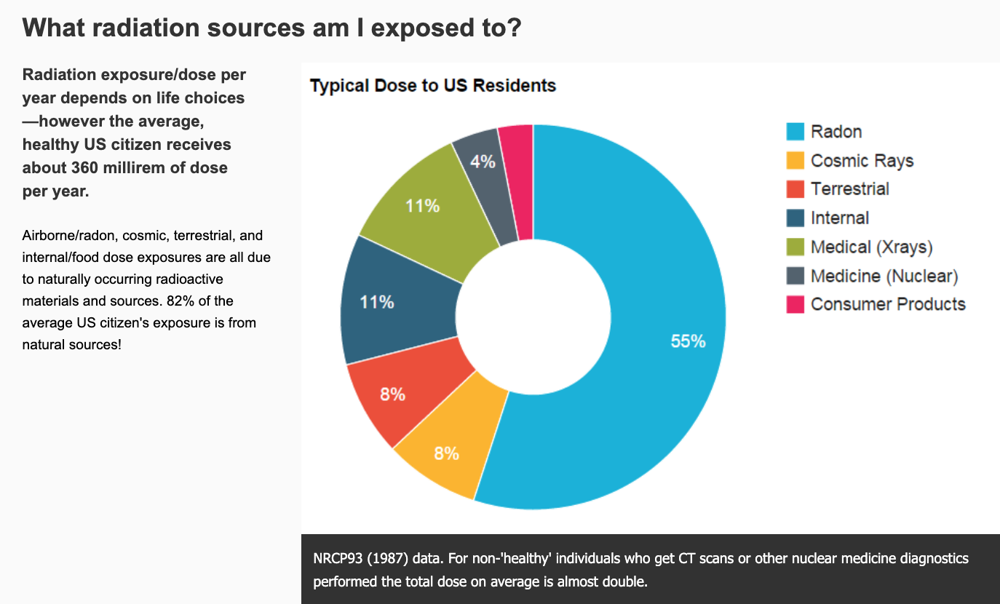 What radiation sources am I exposed to?
Radiation exposure/dose per
year depends on life choices
—however the average,
healthy US citizen receives
about 360 millirem of dose
per year.
Airborne/radon, cosmic, terrestrial, and
internal/food dose exposures are all due
to naturally occurring radioactive
materials and sources. 82% of the
average US citizen's exposure is from
natural sources!
Typical Dose to US Residents
4%
11%
11%
55%
8%
8%
Radon
Cosmic Rays
Terrestrial
Internal
Medical (Xrays)
Medicine (Nuclear)
Consumer Products
NRCP93 (1987) data. For non-'healthy' individuals who get CT scans or other nuclear medicine diagnostics
performed the total dose on average is almost double.